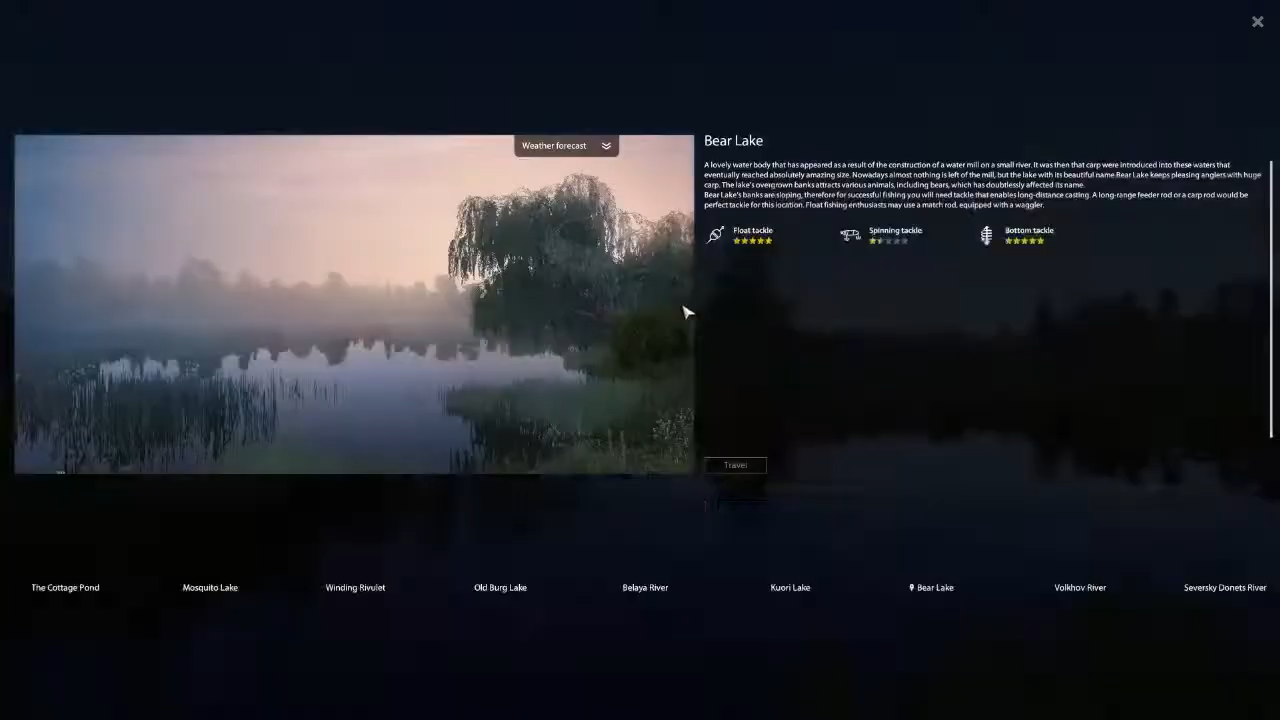 Weather forecast
Bear Lake
A lovely water body that has appeared as a result of the construction of a water mill on a small river. It was then that carp were introduced into these waters that
eventually reached absolutely amazing size. Nowadays almost nothing is left of the mill, but the lake with its beautiful name Bear Lake keeps pleasing anglers with huge
carp. The lake's overgrown banks attracts various animals, including bears, which has doubtlessly affected its name.
Bear Lake's banks are sloping, therefore for successful fishing you will need tackle that enables long-distance casting. A long-range feeder rod or a carp rod would be
perfect tackle for this location. Float fishing enthusiasts may use a match rod, equipped with a waggler.
Float tackle Spinning tackle Bottom tackle
Travel
The Cottage Pond Mosquito Lake Winding Rivulet Old Burg Lake Belaya River Kuori Lake Bear Lake Volkhov River Seversky Donets River